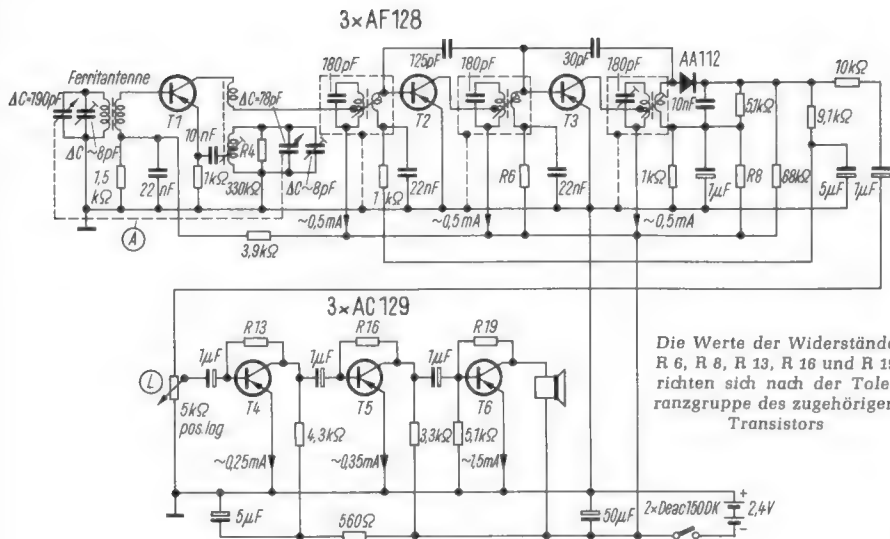 3×AF128
180pF
125pF
180pF
30pF
180pF
AA112
10kΩ
Ferritantenne
ΔC=190pF
ΔC~8pF
T1
ΔC=78pF
10nF
R4
T2
T3
10nF
51kΩ
9,1kΩ
1,5
kΩ
22
nF
1kΩ
330kΩ
ΔC~8pF
1
kΩ
22nF
R6
22nF
1kΩ
1µF
R8
68kΩ
5µF
1µF
A
~0,5mA
~0,5mA
~0,5mA
3,9kΩ
3×AC129
R13
R16
R19
1µF
1µF
1µF
L
5kΩ
pos.log
T4
T5
T6
4,3kΩ
3,3kΩ
5,1kΩ
~0,25mA
~0,35mA
~1,5mA
5µF
560Ω
50µF
2×Deac150DK
+
2,4V
-
Die Werte der Widerstände
R 6, R 8, R 13, R 16 und R 19
richten sich nach der Tole-
ranzgruppe des zugehörigen
Transistors